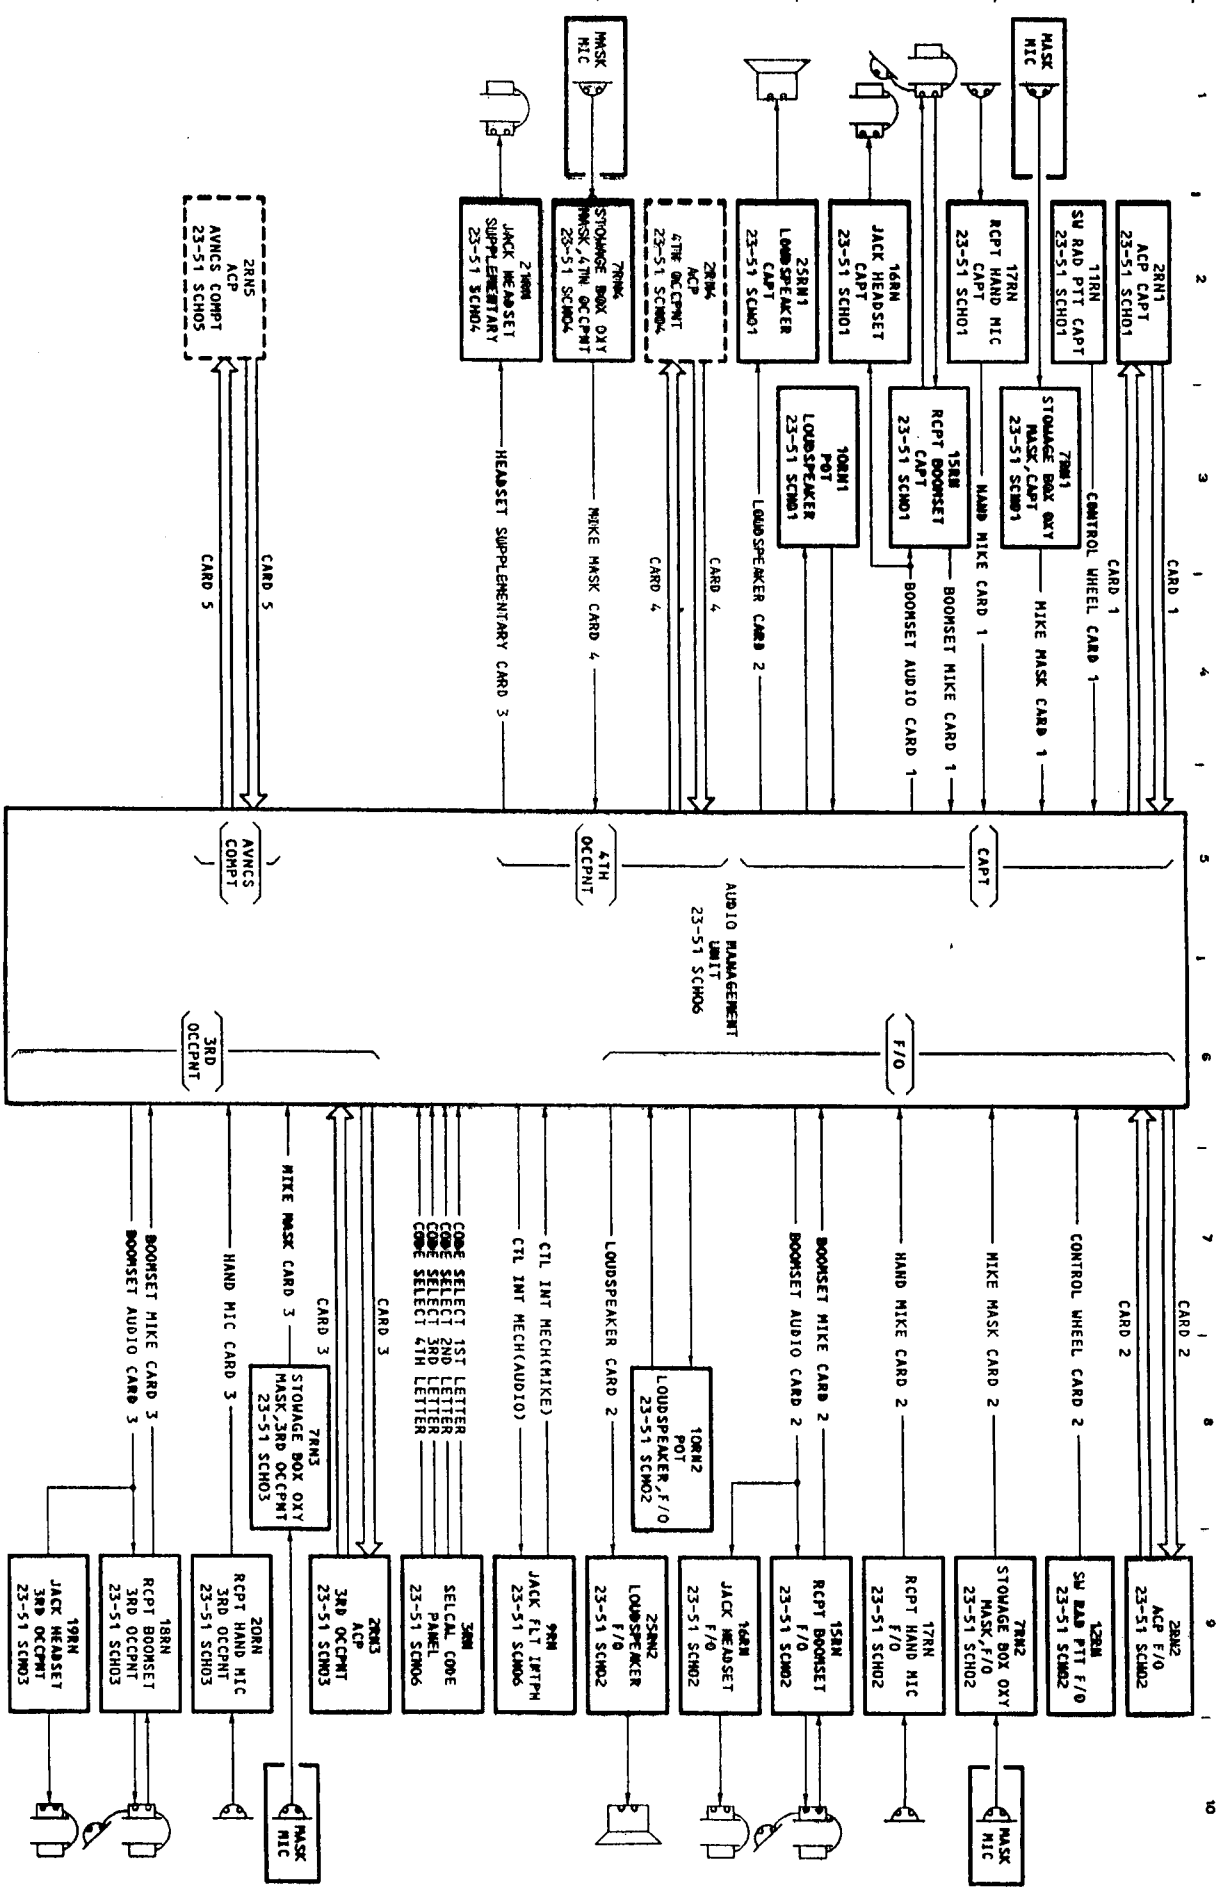 1
2
3
4
5
6
7
8
9
10
2RN1
ACP CAPT
23-51 SCH01
CARD 1
CARD 1
11RN
SW RAD PTT CAPT
23-51 SCH01
CONTROL WHEEL CARD 1
MASK
MIC
7RN1
STOWAGE BOX OXY
MASK,CAPT
23-51 SCH01
MIKE MASK CARD 1
17RN
RCPT HAND MIC
CAPT
23-51 SCH01
HAND MIKE CARD 1
15RN
RCPT BOOMSET
CAPT
23-51 SCH01
BOOMSET MIKE CARD 1
BOOMSET AUDIO CARD 1
16RN
JACK HEADSET
CAPT
23-51 SCH01
10RN1
POT
LOUDSPEAKER
23-51 SCH01
25RN1
LOUDSPEAKER
CAPT
23-51 SCH01
LOUDSPEAKER CARD 2
2RN4
ACP
4TH OCCPNT
23-51 SCH04
CARD 4
CARD 4
MASK
MIC
7RN4
STOWAGE BOX OXY
MASK,4TH OCCPNT
23-51 SCH04
MIKE MASK CARD 4
21RN
JACK HEADSET
SUPPLEMENTARY
23-51 SCH04
HEADSET SUPPLEMENTARY CARD 3
2RN5
ACP
AVNCS COMPT
23-51 SCH05
CARD 5
CARD 5
CAPT
4TH
OCCPNT
AVNCS
COMPT
AUDIO MANAGEMENT
UNIT
23-51 SCH06
F/O
3RD
OCCPNT
CARD 2
CARD 2
2RN2
ACP F/O
23-51 SCH02
CONTROL WHEEL CARD 2
12RN
SW RAD PTT F/O
23-51 SCH02
MIKE MASK CARD 2
7RN2
STOWAGE BOX OXY
MASK,F/O
23-51 SCH02
MASK
MIC
HAND MIKE CARD 2
17RN
RCPT HAND MIC
F/O
23-51 SCH02
BOOMSET MIKE CARD 2
BOOMSET AUDIO CARD 2
15RN
RCPT BOOMSET
F/O
23-51 SCH02
16RN
JACK HEADSET
F/O
23-51 SCH02
10RN2
POT
LOUDSPEAKER,F/O
23-51 SCH02
LOUDSPEAKER CARD 2
25RN2
LOUDSPEAKER
F/O
23-51 SCH02
CTL INT MECH(MIKE)
CTL INT MECH(AUDIO)
9RN
JACK FLT INTPH
23-51 SCH06
CODE SELECT 1ST LETTER
CODE SELECT 2ND LETTER
CODE SELECT 3RD LETTER
CODE SELECT 4TH LETTER
3RN
SELCAL CODE
PANEL
23-51 SCH06
CARD 3
CARD 3
2RN3
ACP
3RD OCCPNT
23-51 SCH03
MIKE MASK CARD 3
7RN3
STOWAGE BOX OXY
MASK,3RD OCCPNT
23-51 SCH03
MASK
MIC
HAND MIC CARD 3
20RN
RCPT HAND MIC
3RD OCCPNT
23-51 SCH03
BOOMSET MIKE CARD 3
BOOMSET AUDIO CARD 3
18RN
RCPT BOOMSET
3RD OCCPNT
23-51 SCH03
19RN
JACK HEADSET
3RD OCCPNT
23-51 SCH03